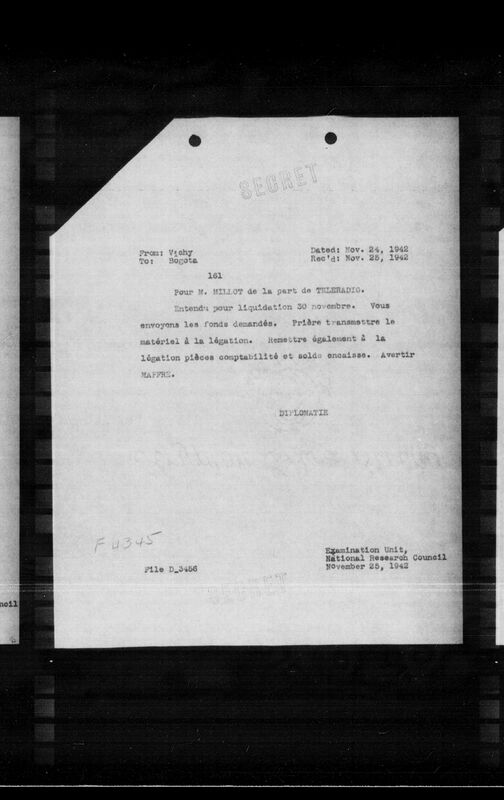 SECRET
From: Vichy
To: Bogota
Dated: Nov. 24, 1942
Rec'd: Nov. 25, 1942
161
Pour M. MILLOT de la part de TELERADIO.
Entendu pour liquidation 30 novembre. Vous
envoyons les fonds demandés. Prière transmettre le
matériel à la légation. Remettre également à la
légation pièces comptabilité et solde encaisse. Avertir
MAFFRE.
DIPLOMATIE
F 4345
Examination Unit,
National Research Council
November 25, 1942
File D_3456
SECRET
ncil